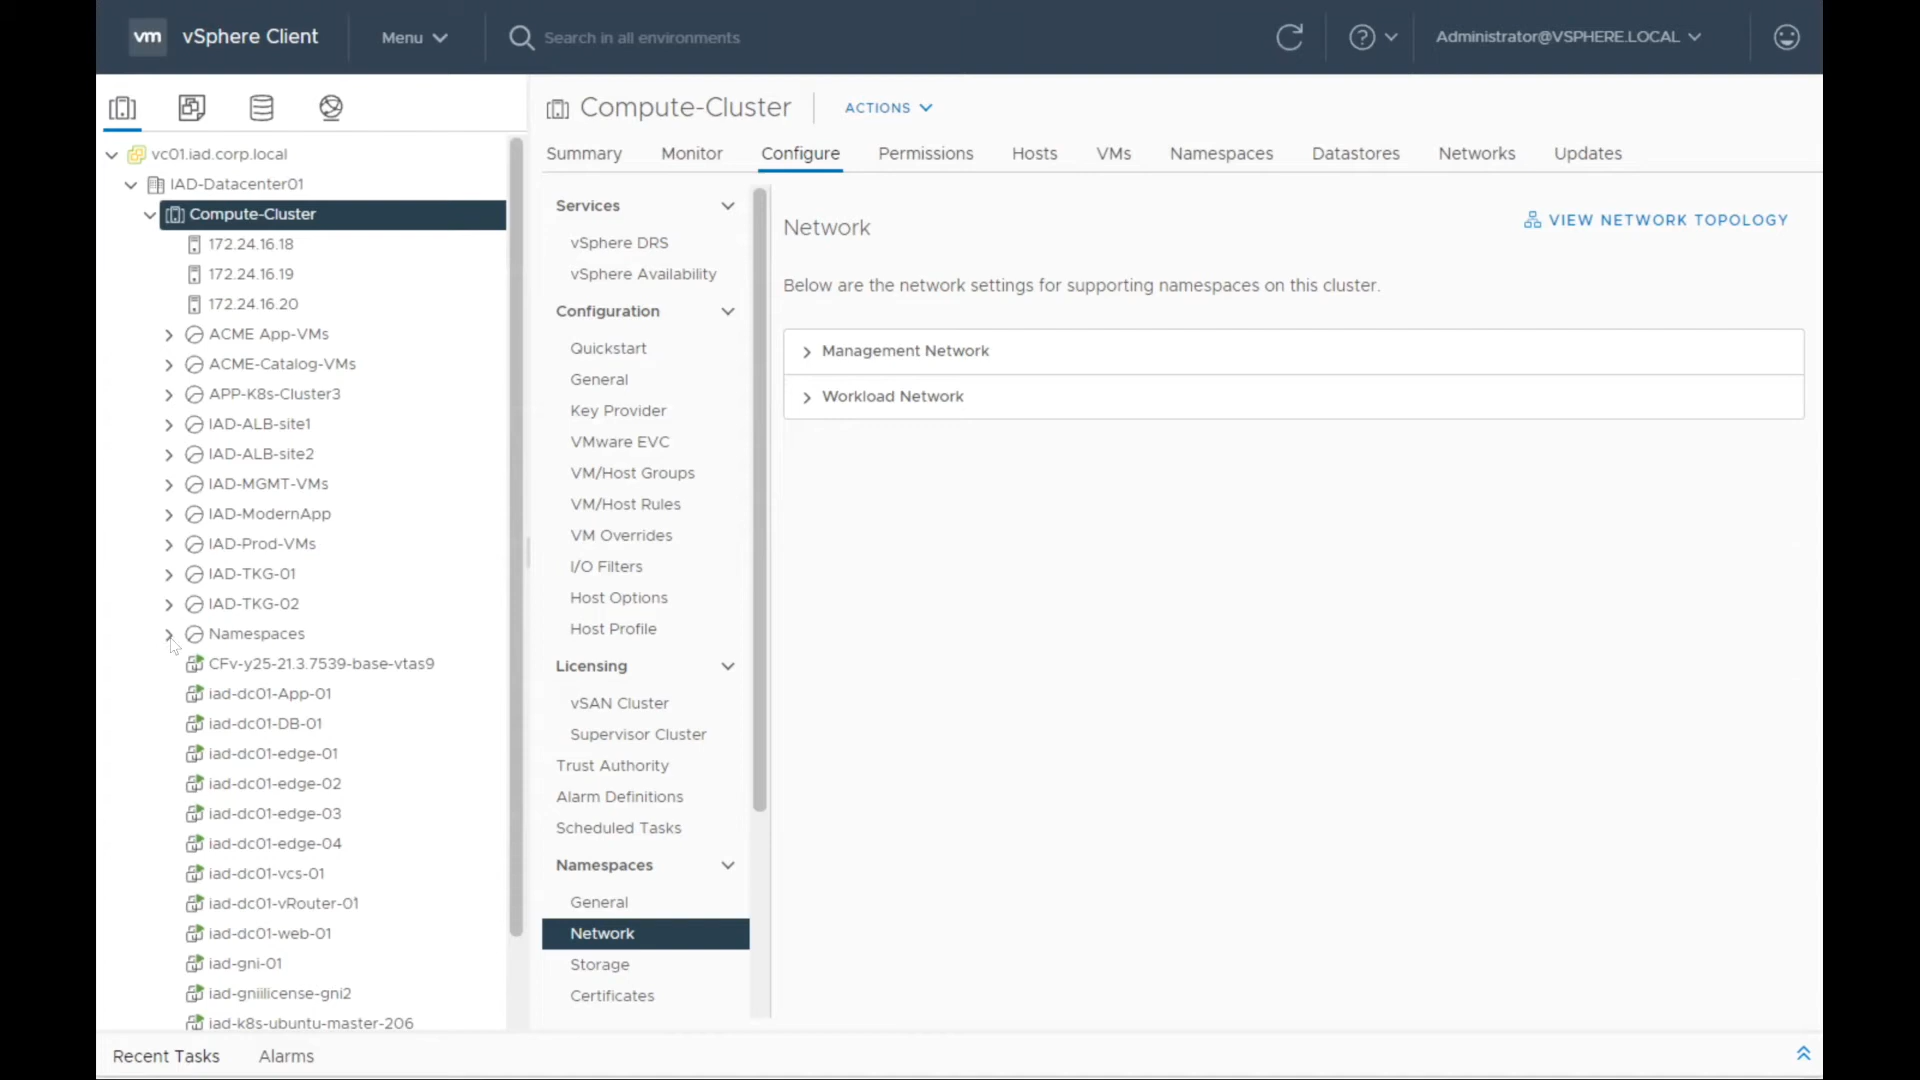 vm vSphere Client Menu Search in all environments Administrator@VSPHERE.LOCAL
vc01.iad.corp.local
IAD-Datacenter01
Compute-Cluster
172.24.16.18
172.24.16.19
172.24.16.20
ACME App-VMs
ACME-Catalog-VMs
APP-K8s-Cluster3
IAD-ALB-site1
IAD-ALB-site2
IAD-MGMT-VMs
IAD-ModernApp
IAD-Prod-VMs
IAD-TKG-01
IAD-TKG-02
Namespaces
CFv-y25-21.3.7539-base-vtas9
iad-dc01-App-01
iad-dc01-DB-01
iad-dc01-edge-01
iad-dc01-edge-02
iad-dc01-edge-03
iad-dc01-edge-04
iad-dc01-vcs-01
iad-dc01-vRouter-01
iad-dc01-web-01
iad-gni-01
iad-gniilicense-gni2
iad-k8s-ubuntu-master-206
Compute-Cluster ACTIONS
Summary Monitor Configure Permissions Hosts VMs Namespaces Datastores Networks Updates
Services
vSphere DRS
vSphere Availability
Configuration
Quickstart
General
Key Provider
VMware EVC
VM/Host Groups
VM/Host Rules
VM Overrides
I/O Filters
Host Options
Host Profile
Licensing
vSAN Cluster
Supervisor Cluster
Trust Authority
Alarm Definitions
Scheduled Tasks
Namespaces
General
Network
Storage
Certificates
Network
VIEW NETWORK TOPOLOGY
Below are the network settings for supporting namespaces on this cluster.
Management Network
Workload Network
Recent Tasks Alarms